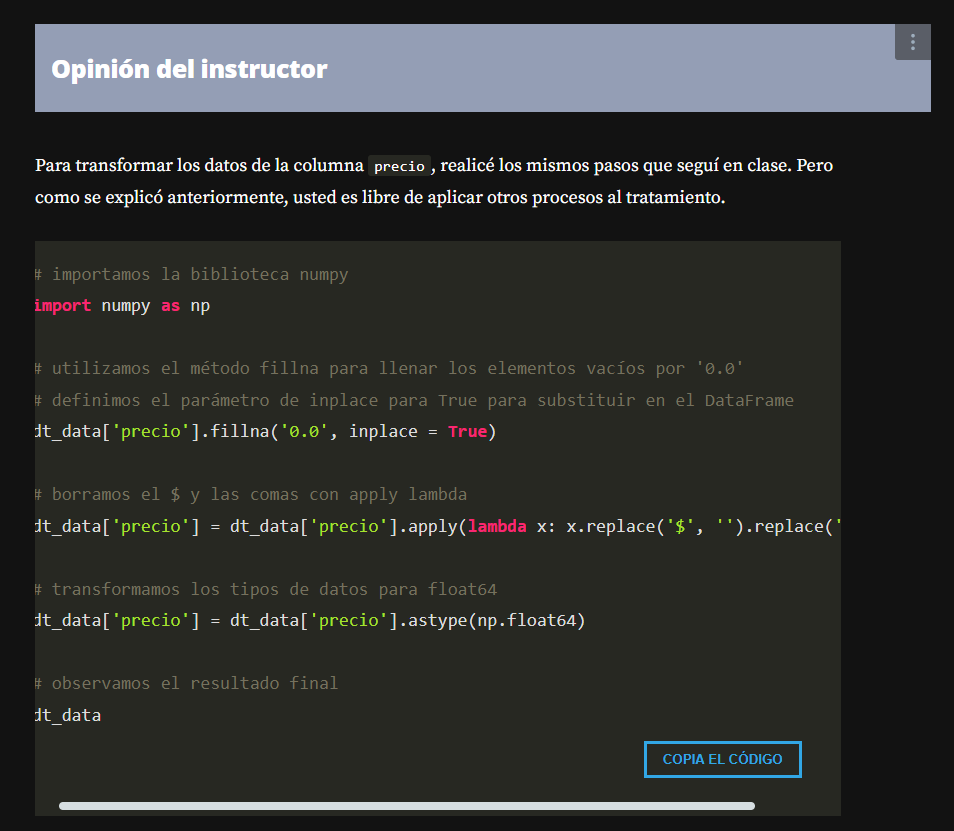 Opinión del instructor
Para transformar los datos de la columna precio, realicé los mismos pasos que seguí en clase. Pero
como se explicó anteriormente, usted es libre de aplicar otros procesos al tratamiento.
# importamos la biblioteca numpy
import numpy as np
# utilizamos el método fillna para llenar los elementos vacíos por '0.0'
# definimos el parámetro de inplace para True para substituir en el DataFrame
dt_data['precio'].fillna('0.0', inplace = True)
# borramos el $ y las comas con apply lambda
dt_data['precio'] = dt_data['precio'].apply(lambda x: x.replace('$', '').replace('
# transformamos los tipos de datos para float64
dt_data['precio'] = dt_data['precio'].astype(np.float64)
# observamos el resultado final
dt_data
COPIA EL CÓDIGO